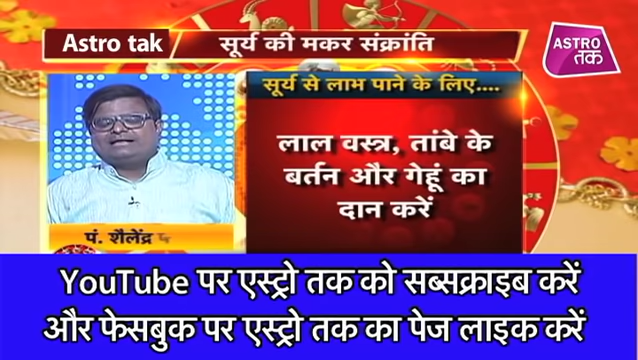 Astro tak
सूर्य की मकर संक्रांति
ASTRO
तक
सूर्य से लाभ पाने के लिए....
लाल वस्त्र, तांबे के
बर्तन और गेहूं का
दान करें
पं. शैलेंद्र
YouTube पर एस्ट्रो तक को सब्सक्राइब करें
और फेसबुक पर एस्ट्रो तक का पेज लाइक करें